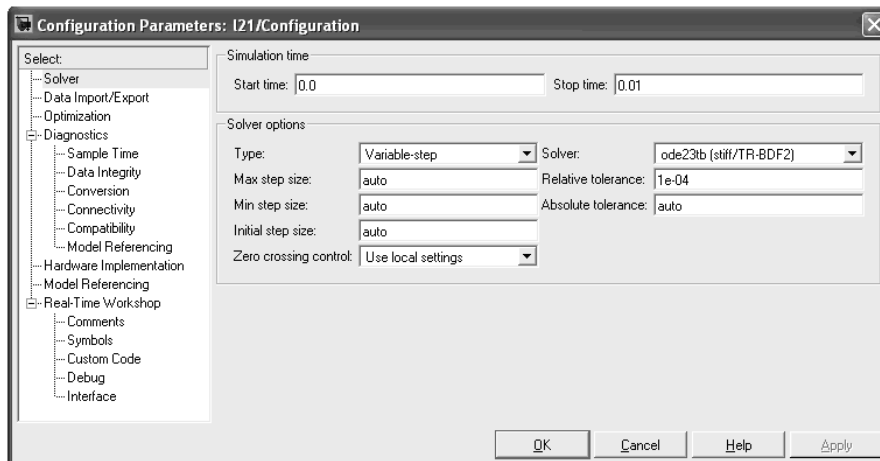 Configuration Parameters: l21/Configuration
Select:
Solver
Data Import/Export
Optimization
Diagnostics
Sample Time
Data Integrity
Conversion
Connectivity
Compatibility
Model Referencing
Hardware Implementation
Model Referencing
Real-Time Workshop
Comments
Symbols
Custom Code
Debug
Interface
Simulation time
Start time: 0.0 Stop time: 0.01
Solver options
Type: Variable-step Solver: ode23tb (stiff/TR-BDF2)
Max step size: auto Relative tolerance: 1e-04
Min step size: auto Absolute tolerance: auto
Initial step size: auto
Zero crossing control: Use local settings
OK Cancel Help Apply